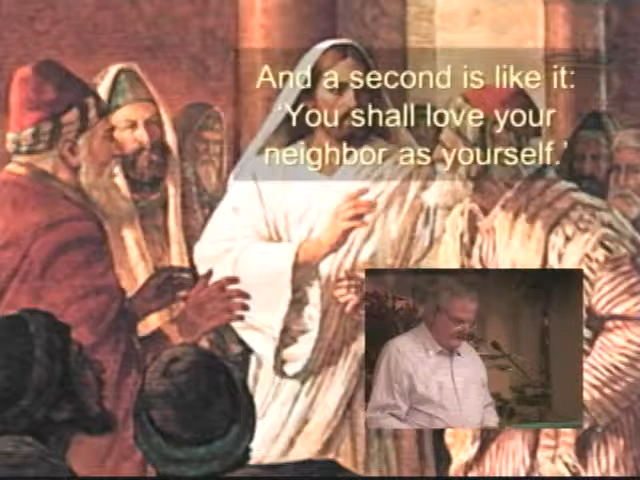 And a second is like it:
‘You shall love your
neighbor as yourself.’